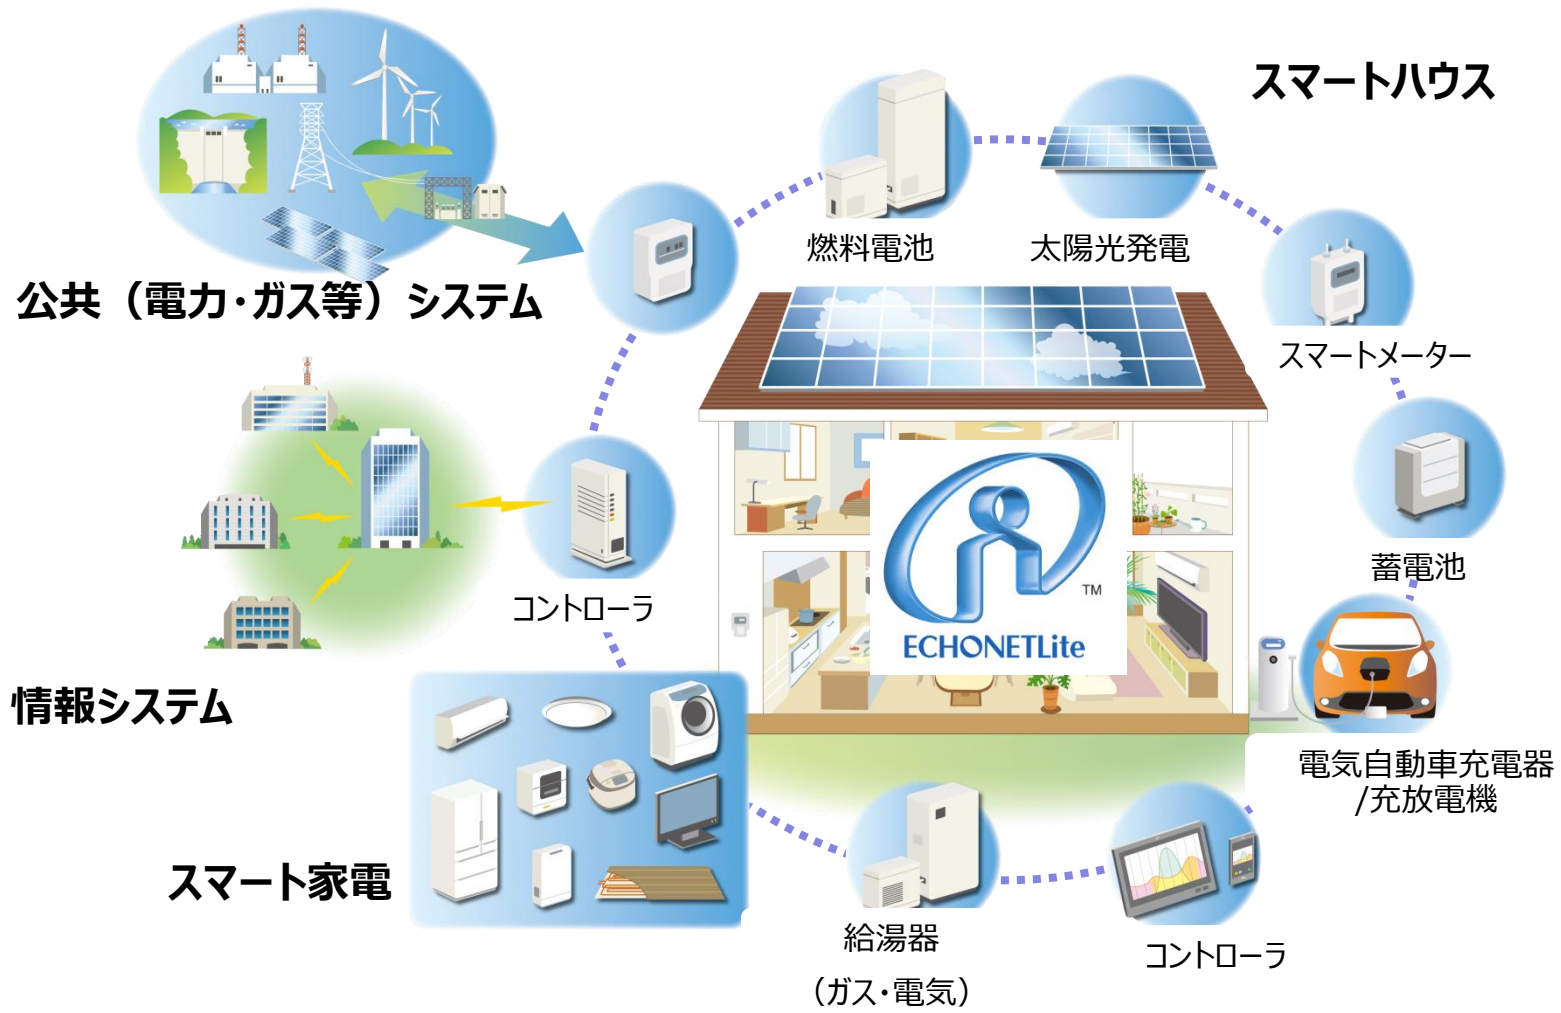 スマートハウス
燃料電池
太陽光発電
公共（電力・ガス等）システム
スマートメーター
蓄電池
コントローラ
TM
ECHONETLite
情報システム
電気自動車充電器
/充放電機
スマート家電
給湯器
（ガス・電気）
コントローラ